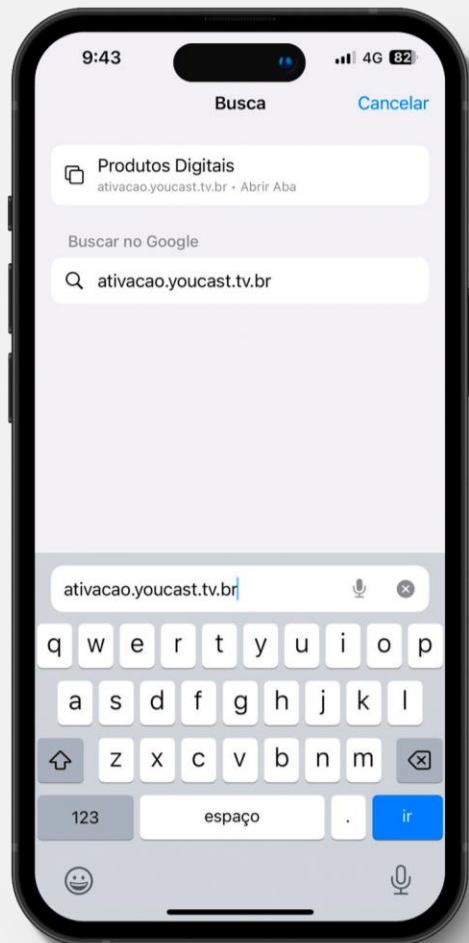 9:43
4G 82
Busca
Cancelar
Produtos Digitais
ativacao.youcast.tv.br • Abrir Aba
Buscar no Google
ativacao.youcast.tv.br
ativacao.youcast.tv.br
q w e r t y u i o p
a s d f g h j k l
z x c v b n m
123 espaço . ir